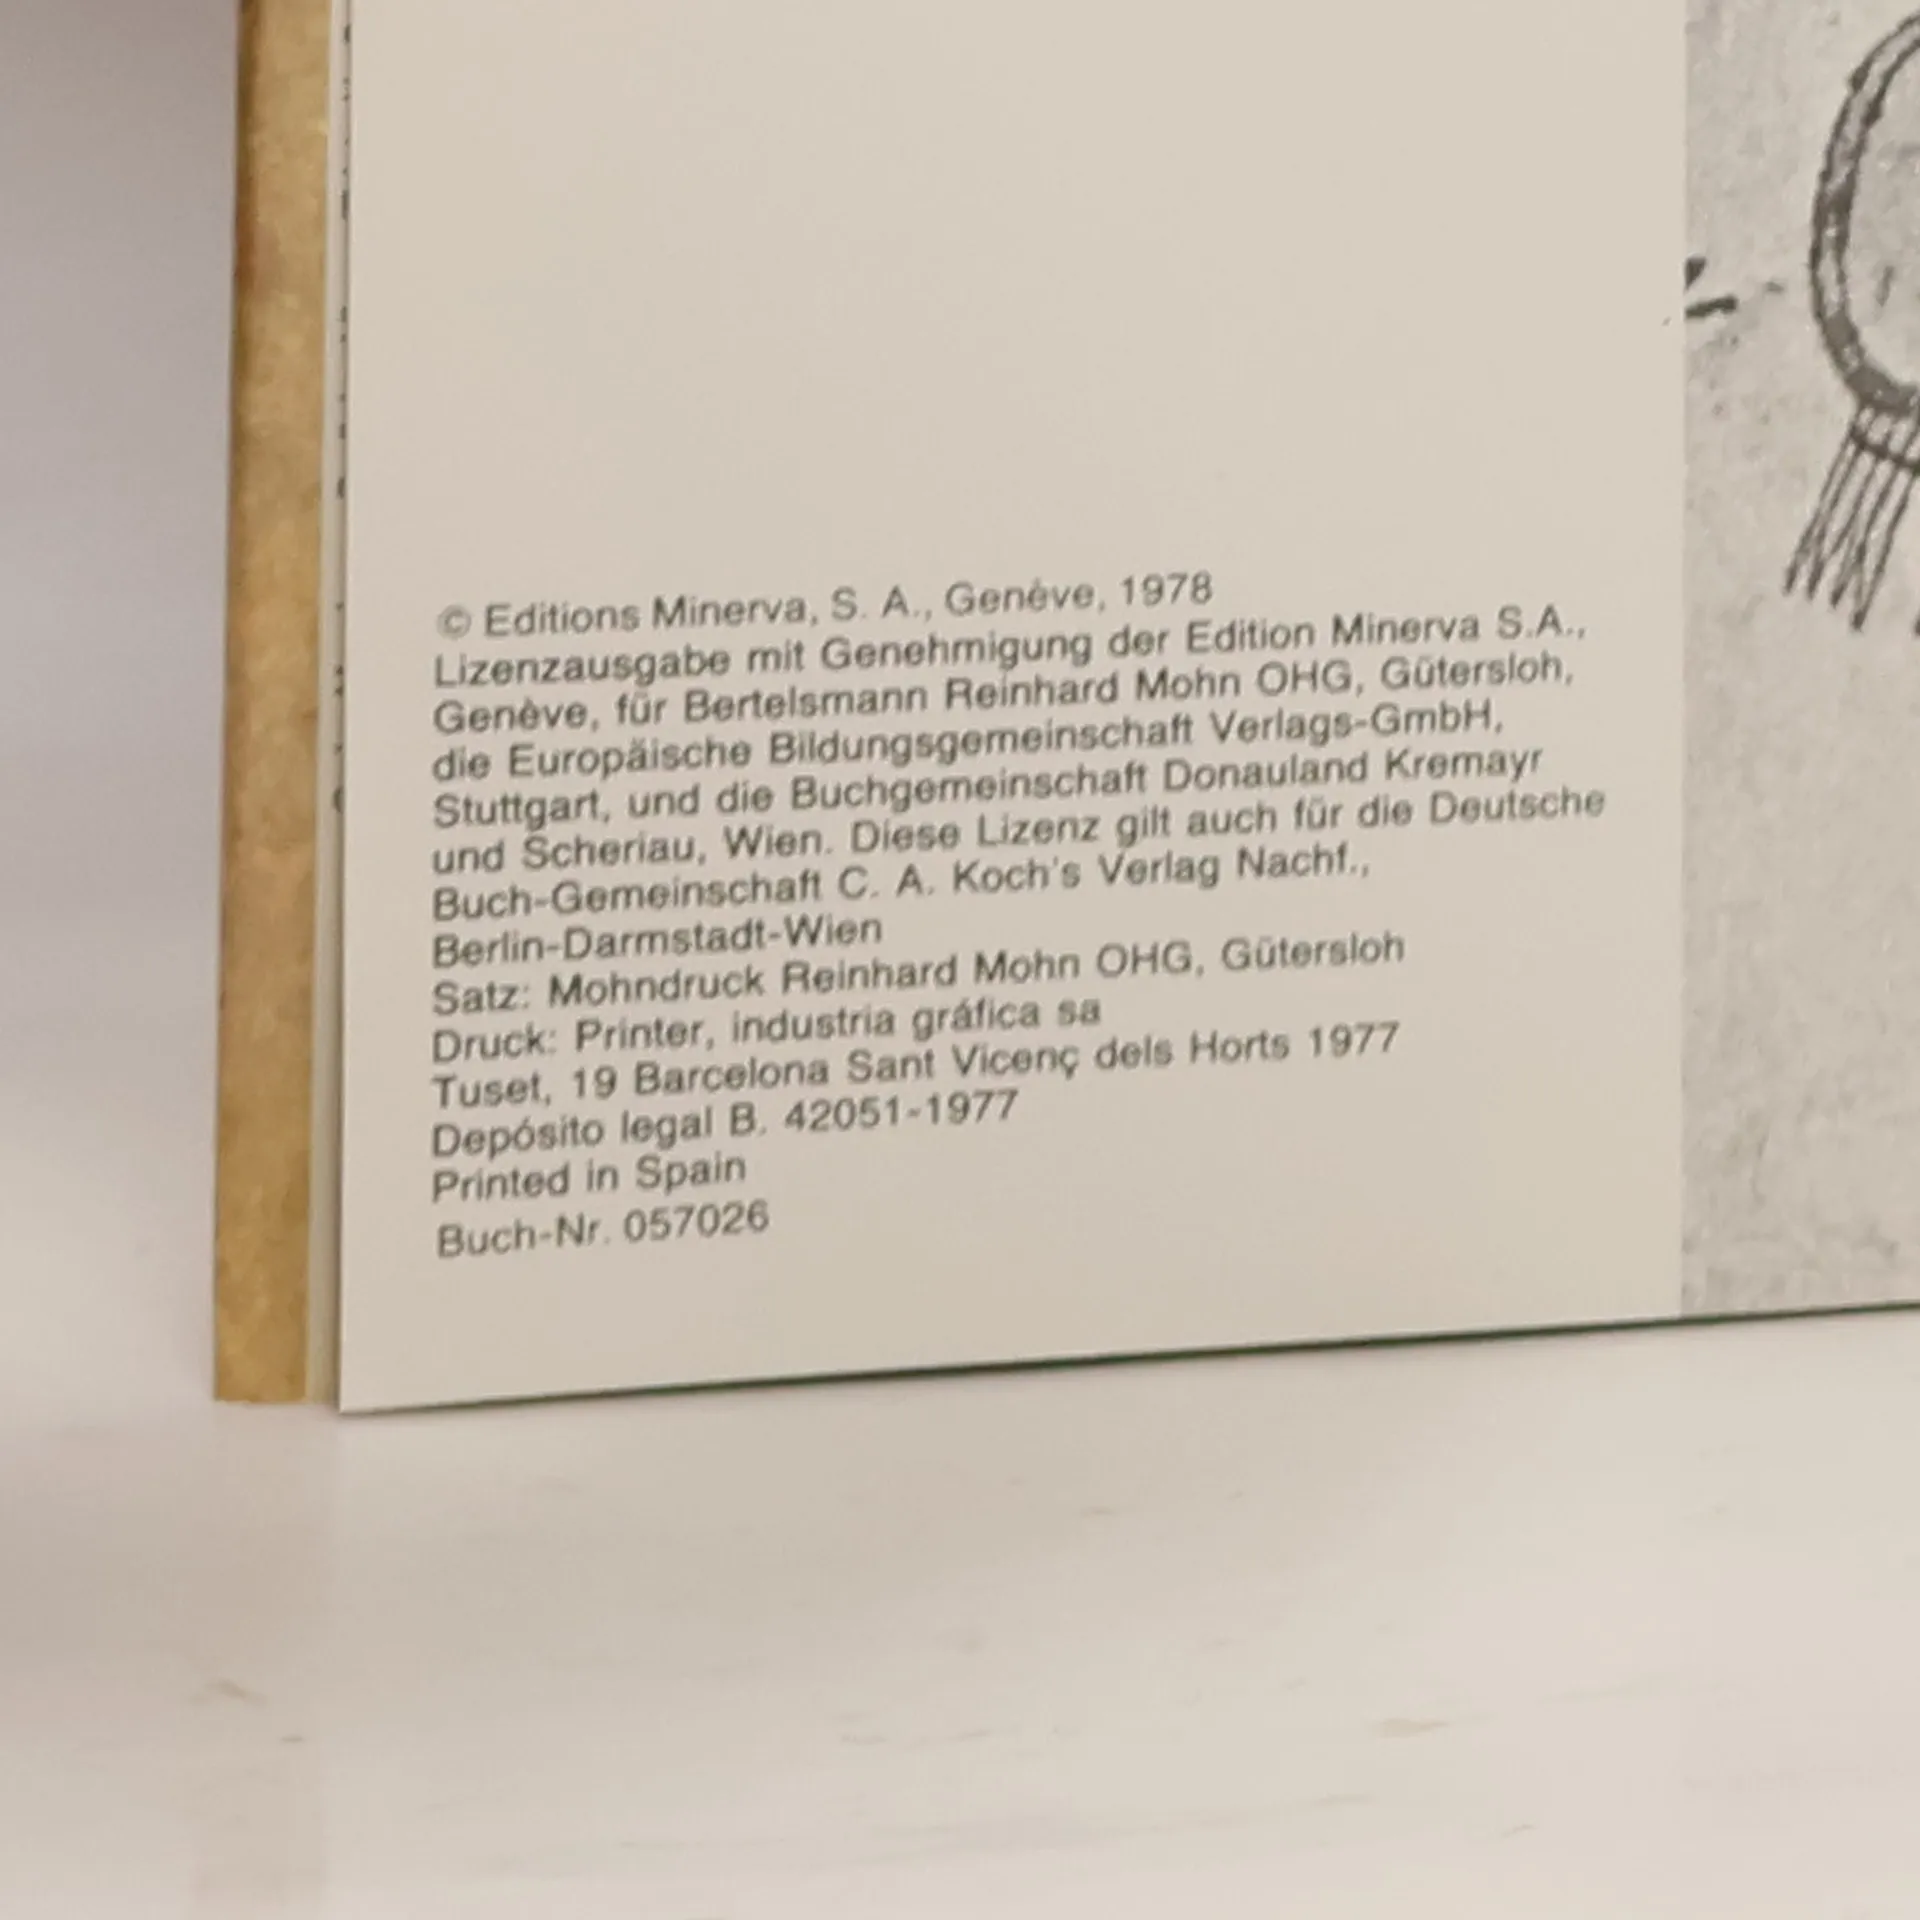 © Editions Minerva, S. A., Genève, 1978
Lizenzausgabe mit Genehmigung der Edition Minerva S.A.,
Genève, für Bertelsmann Reinhard Mohn OHG, Gütersloh,
die Europäische Bildungsgemeinschaft Verlags-GmbH,
Stuttgart, und die Buchgemeinschaft Donauland Kremayr
und Scheriau, Wien. Diese Lizenz gilt auch für die Deutsche
Buch-Gemeinschaft C. A. Koch's Verlag Nachf.,
Berlin-Darmstadt-Wien
Satz: Mohndruck Reinhard Mohn OHG, Gütersloh
Druck: Printer, industria gráfica sa
Tuset, 19 Barcelona Sant Vicenç dels Horts 1977
Depósito legal B. 42051-1977
Printed in Spain
Buch-Nr. 057026